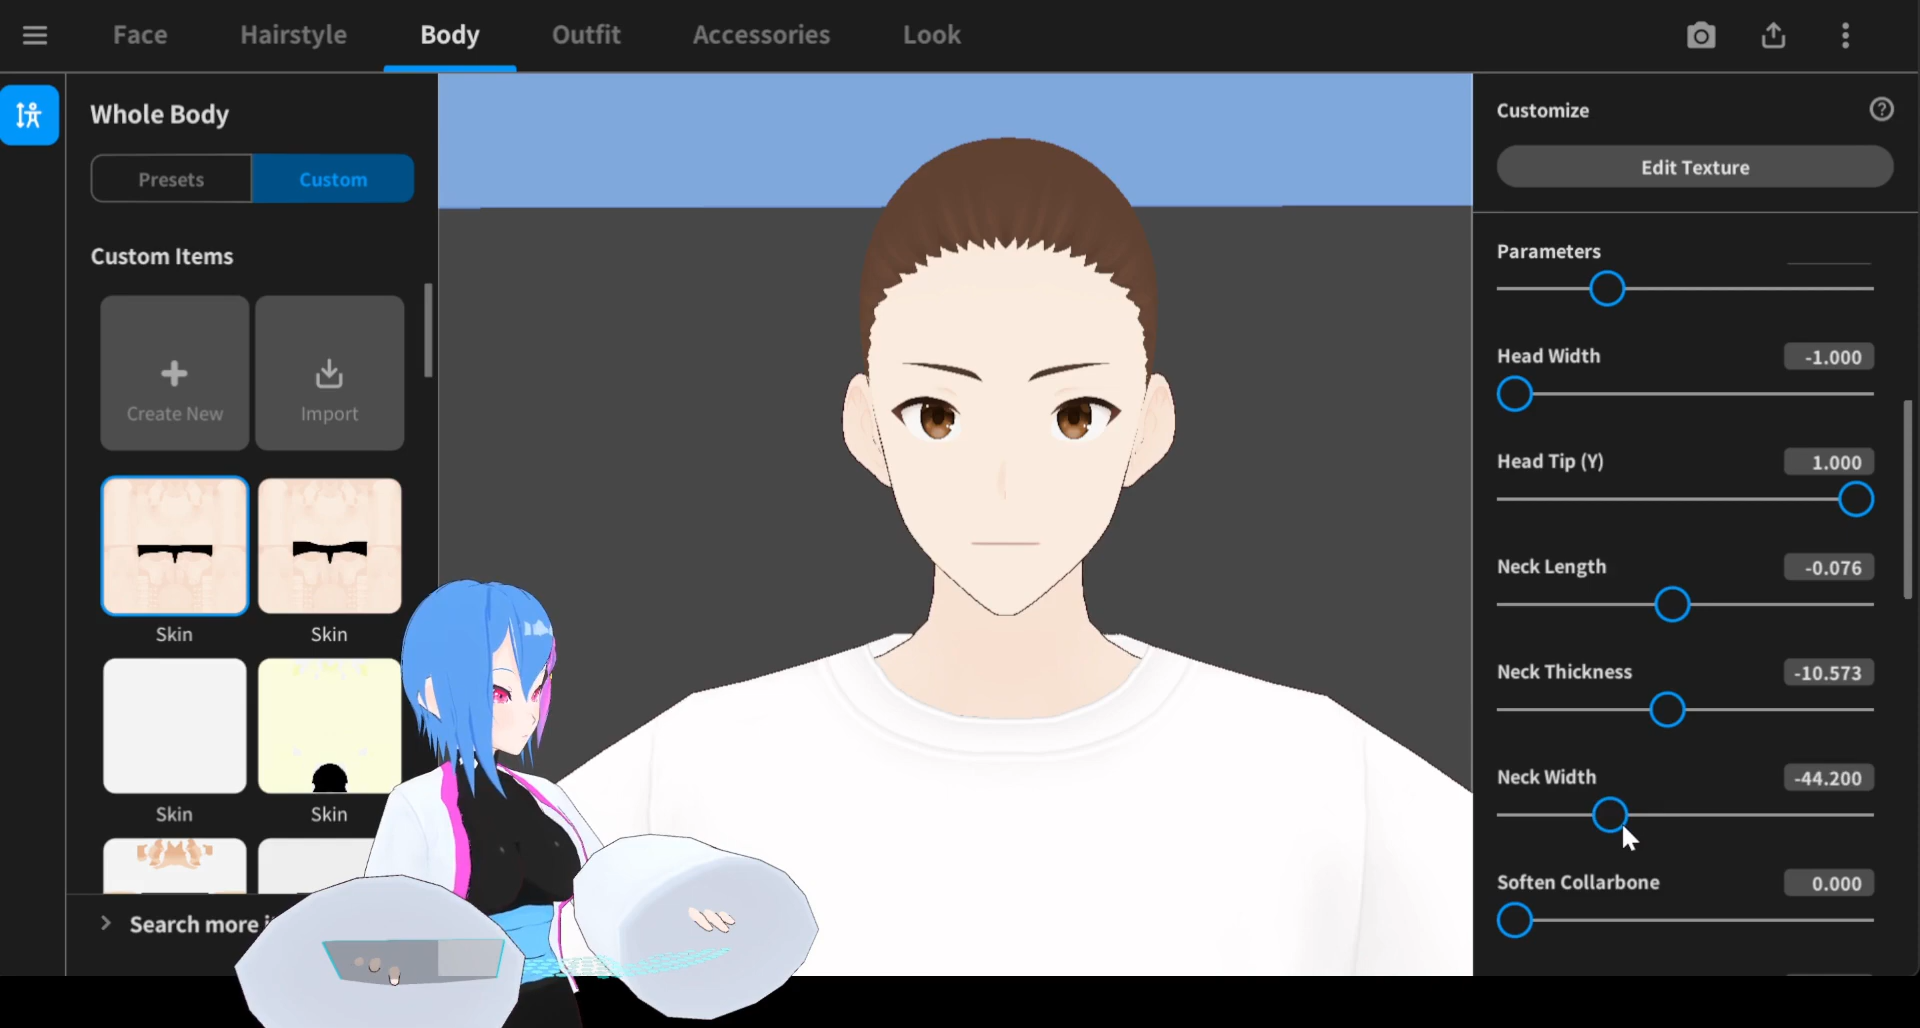 Face
Hairstyle
Body
Outfit
Accessories
Look
Whole Body
Presets
Custom
Custom Items
Create New
Import
Skin
Skin
Skin
Skin
Search more
Customize
Edit Texture
Parameters
Head Width
-1.000
Head Tip (Y)
1.000
Neck Length
-0.076
Neck Thickness
-10.573
Neck Width
-44.200
Soften Collarbone
0.000